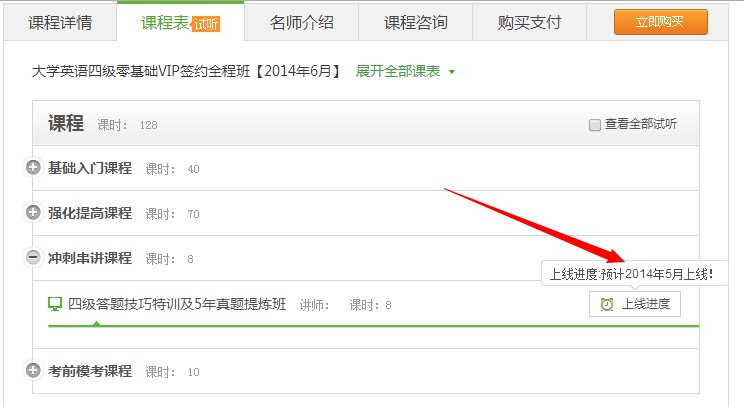 课程详情 课程表 试听 名师介绍 课程咨询 购买支付 立即购买
大学英语四级零基础VIP签约全程班【2014年6月】 展开全部课表
课程 课时： 128 查看全部试听
基础入门课程 课时： 40
强化提高课程 课时： 70
冲刺串讲课程 课时： 8
上线进度:预计2014年5月上线！
四级答题技巧特训及5年真题提炼班 讲师： 课时：8 上线进度
考前模考课程 课时： 10